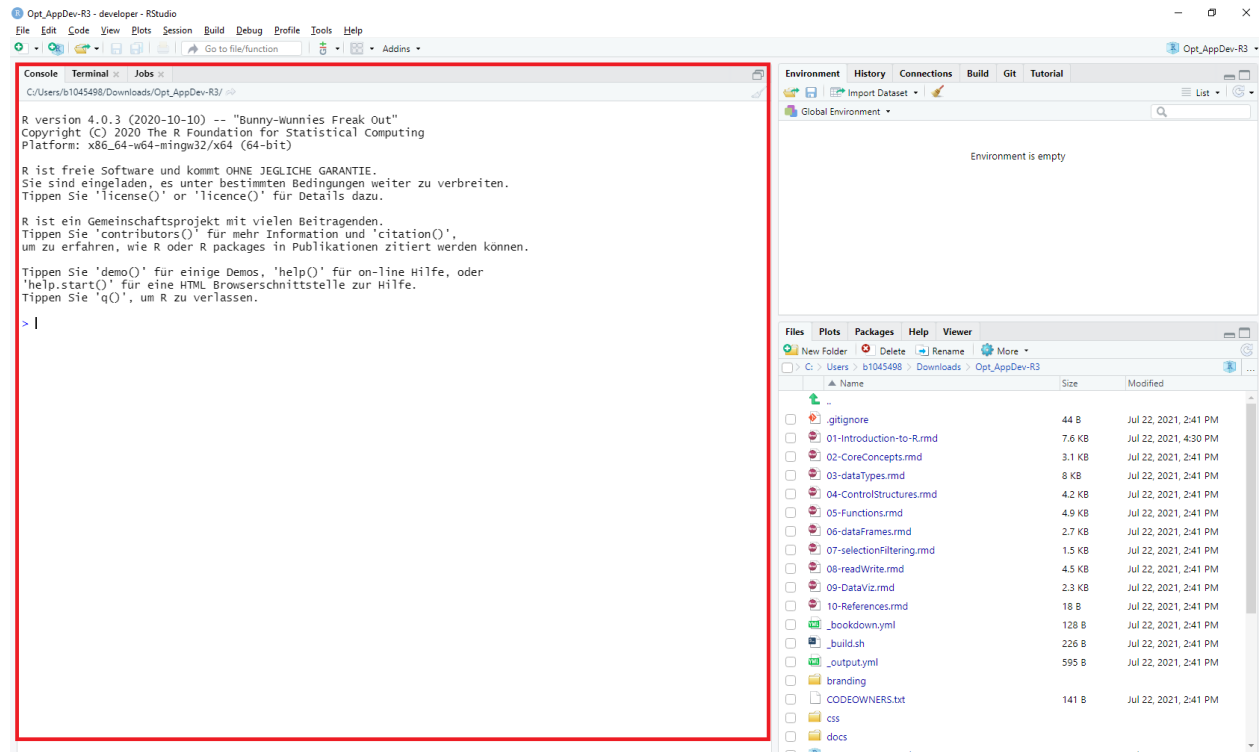 Opt_AppDev-R3 - developer - RStudio
File Edit Code View Plots Session Build Debug Profile Tools Help
Go to file/function Addins Opt_AppDev-R3
Console Terminal Jobs
C:/Users/b1045498/Downloads/Opt_AppDev-R3/
R version 4.0.3 (2020-10-10) -- "Bunny-Wunnies Freak Out"
Copyright (C) 2020 The R Foundation for Statistical Computing
Platform: x86_64-w64-mingw32/x64 (64-bit)
R ist freie Software und kommt OHNE JEGLICHE GARANTIE.
Sie sind eingeladen, es unter bestimmten Bedingungen weiter zu verbreiten.
Tippen Sie 'license()' or 'licence()' für Details dazu.
R ist ein Gemeinschaftsprojekt mit vielen Beitragenden.
Tippen Sie 'contributors()' für mehr Information und 'citation()',
um zu erfahren, wie R oder R packages in Publikationen zitiert werden können.
Tippen Sie 'demo()' für einige Demos, 'help()' für on-line Hilfe, oder
'help.start()' für eine HTML Browserschnittstelle zur Hilfe.
Tippen Sie 'q()', um R zu verlassen.
>
Environment History Connections Build Git Tutorial
Import Dataset List
Global Environment
Environment is empty
Files Plots Packages Help Viewer
New Folder Delete Rename More
C: > Users > b1045498 > Downloads > Opt_AppDev-R3 ...
Name Size Modified
..
.gitignore 44 B Jul 22, 2021, 2:41 PM
01-Introduction-to-R.rmd 7.6 KB Jul 22, 2021, 4:30 PM
02-CoreConcepts.rmd 3.1 KB Jul 22, 2021, 2:41 PM
03-dataTypes.rmd 8 KB Jul 22, 2021, 2:41 PM
04-ControlStructures.rmd 4.2 KB Jul 22, 2021, 2:41 PM
05-Functions.rmd 4.9 KB Jul 22, 2021, 2:41 PM
06-dataFrames.rmd 2.7 KB Jul 22, 2021, 2:41 PM
07-selectionFiltering.rmd 1.5 KB Jul 22, 2021, 2:41 PM
08-readWrite.rmd 4.5 KB Jul 22, 2021, 2:41 PM
09-DataViz.rmd 2.3 KB Jul 22, 2021, 2:41 PM
10-References.rmd 18 B Jul 22, 2021, 2:41 PM
_bookdown.yml 128 B Jul 22, 2021, 2:41 PM
_build.sh 226 B Jul 22, 2021, 2:41 PM
_output.yml 595 B Jul 22, 2021, 2:41 PM
branding
CODEOWNERS.txt 141 B Jul 22, 2021, 2:41 PM
css
docs